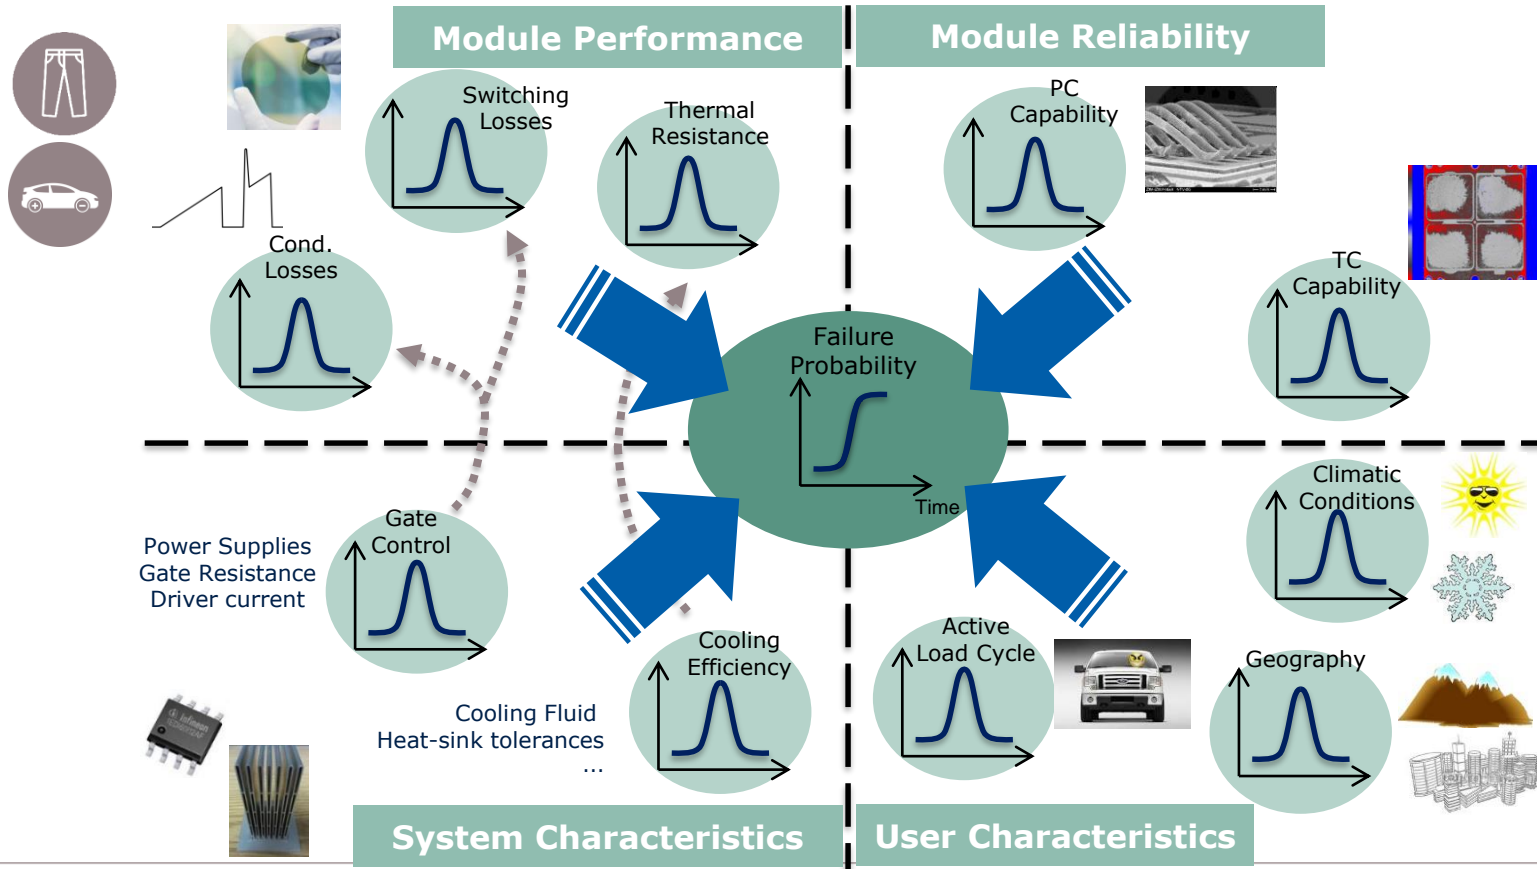 Module Performance
Module Reliability
Switching
Losses
Thermal
Resistance
PC
Capability
Cond.
Losses
TC
Capability
Failure
Probability
Time
Gate
Control
Power Supplies
Gate Resistance
Driver current
Climatic
Conditions
Cooling
Efficiency
Active
Load Cycle
Geography
Cooling Fluid
Heat-sink tolerances
...
infineon
System Characteristics
User Characteristics